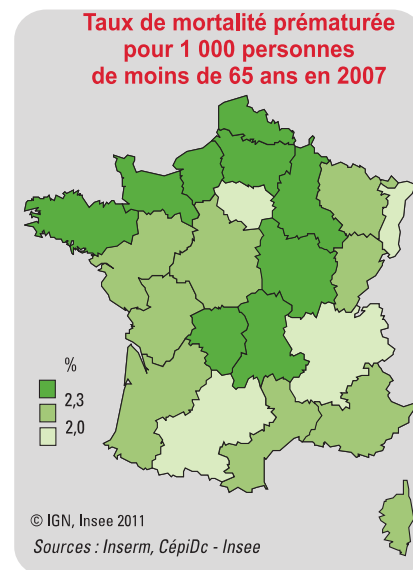 Taux de mortalité prématurée
pour 1 000 personnes
de moins de 65 ans en 2007
%
2,3
2,0
© IGN, Insee 2011
Sources : Inserm, CépiDc - Insee